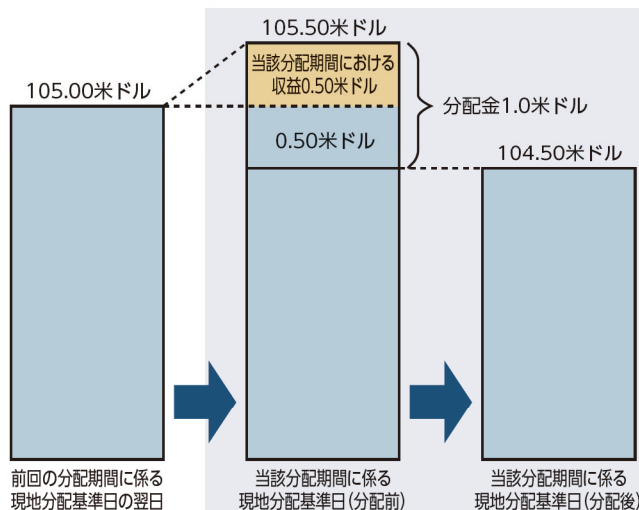 105.50米ドル
当該分配期間における
収益0.50米ドル
105.00米ドル
分配金1.0米ドル
0.50米ドル
104.50米ドル
前回の分配期間に係る
現地分配基準日の翌日
当該分配期間に係る
現地分配基準日(分配前)
当該分配期間に係る
現地分配基準日(分配後)